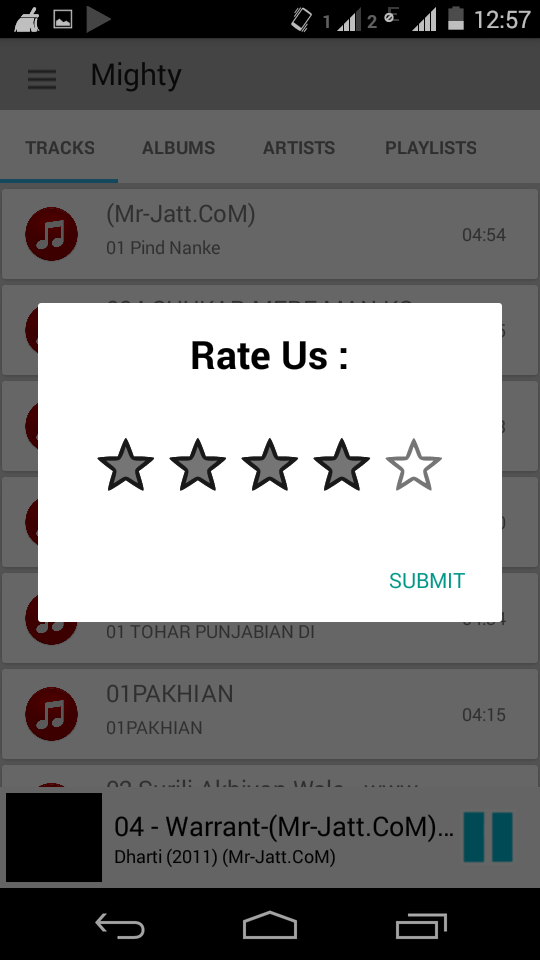 1 2 E 12:57
Mighty
TRACKS ALBUMS ARTISTS PLAYLISTS
(Mr-Jatt.CoM)
01 Pind Nanke
04:54
Rate Us :
SUBMIT
01 TOHAR PUNJABIAN DI
01PAKHIAN
01PAKHIAN
04:15
04 - Warrant-(Mr-Jatt.CoM)...
Dharti (2011) (Mr-Jatt.CoM)